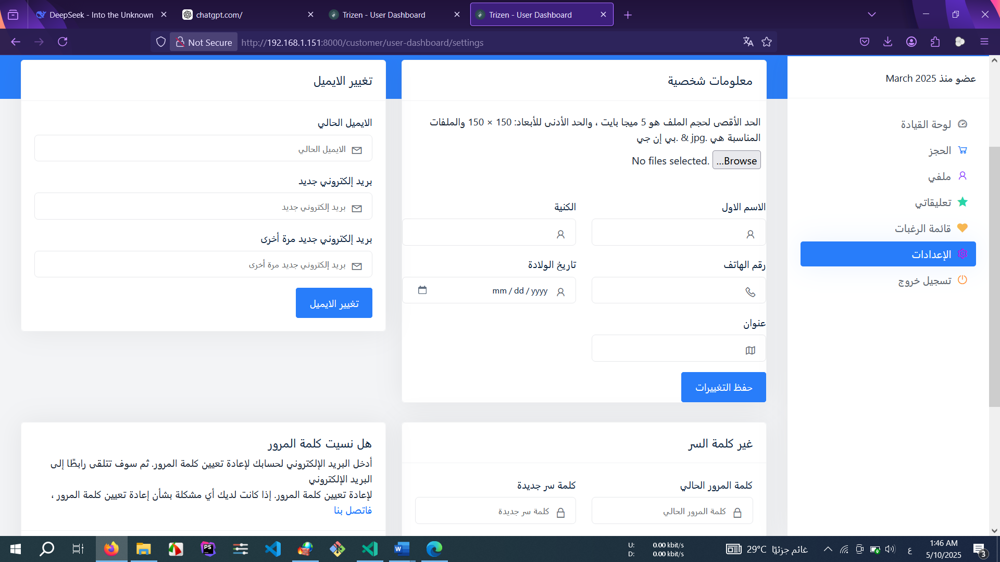 DeepSeek - Into the Unknown
chatgpt.com/
Trizen - User Dashboard
Trizen - User Dashboard
Not Secure
http://192.168.1.151:8000/customer/user-dashboard/settings
عضو منذ March 2025
لوحة القيادة
الحجز
ملفي
تعليقاتي
قائمة الرغبات
الإعدادات
تسجيل خروج
معلومات شخصية
الحد الأقصى لحجم الملف هو 5 ميجا بايت ، والحد الأدنى للأبعاد: 150 × 150 والملفات
المناسبة هي .jpg & .بي إن جي
Browse...
No files selected.
الاسم الاول
الكنية
رقم الهاتف
تاريخ الولادة
mm / dd / yyyy
عنوان
حفظ التغييرات
تغيير الايميل
الايميل الحالي
الايميل الحالي
بريد إلكتروني جديد
بريد إلكتروني جديد
بريد إلكتروني جديد مرة أخرى
بريد إلكتروني جديد مرة أخرى
تغيير الايميل
غير كلمة السر
كلمة المرور الحالي
كلمة المرور الحالي
كلمة سر جديدة
كلمة سر جديدة
هل نسيت كلمة المرور
أدخل البريد الإلكتروني لحسابك لإعادة تعيين كلمة المرور. ثم سوف تتلقى رابطًا إلى
البريد الإلكتروني
لإعادة تعيين كلمة المرور. إذا كانت لديك أي مشكلة بشأن إعادة تعيين كلمة المرور ،
فاتصل بنا
PS
W
U: 0.00 kbit/s
D: 0.00 kbit/s
29°C غائم جزئيًا
ع
1:46 AM
5/10/2025
3